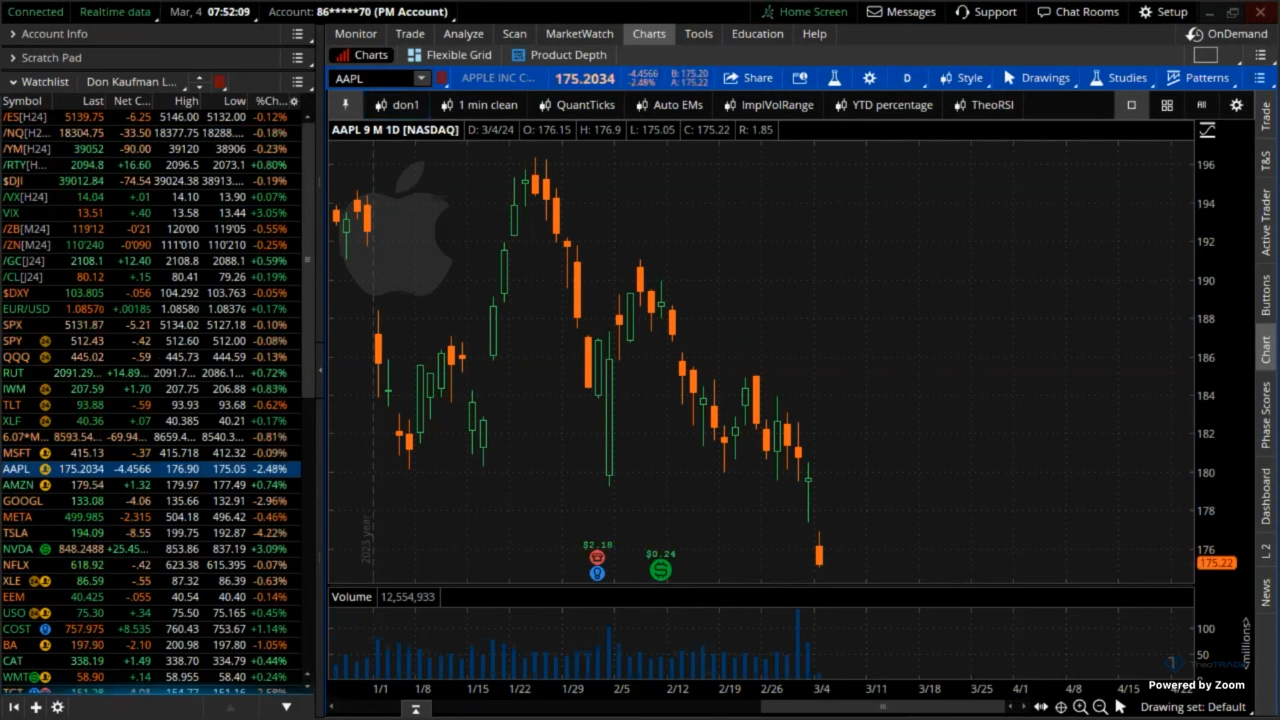 Connected Realtime data Mar, 4 07:52:09 Account: 86*****70 (PM Account) Home Screen Messages Support Chat Rooms Setup
Account Info Monitor Trade Analyze Scan MarketWatch Charts Tools Education Help OnDemand
Scratch Pad Charts Flexible Grid Product Depth
Watchlist Don Kaufman L... AAPL APPLE INC C... 175.2034 -4.4566 -2.48% B: 175.20 A: 175.22 Share D Style Drawings Studies Patterns
Symbol Last Net C... High Low %Ch... don1 1 min clean QuantTicks Auto EMs ImplVolRange YTD percentage TheoRSI All
AAPL 9 M 1D [NASDAQ] D: 3/4/24 O: 176.15 H: 176.9 L: 175.05 C: 175.22 R: 1.85
/ES[H24] 5139.75 -6.25 5146.00 5132.00 -0.12%
/NQ[H2... 18304.75 -33.50 18377.75 18288.... -0.18%
/YM[H24] 39052 -90.00 39120 38906 -0.23%
/RTY[H... 2094.8 +16.60 2096.5 2073.1 +0.80%
$DJI 39012.84 -74.54 39024.38 38913.... -0.19%
/VX[H24] 14.04 +.01 14.10 13.90 +0.07%
VIX 13.51 +.40 13.58 13.44 +3.05%
/ZB[M24] 119'12 -0'21 120'00 119'05 -0.55%
/ZN[M24] 110'240 -0'090 111'010 110'210 -0.25%
/GC[J24] 2108.1 +12.40 2108.8 2088.1 +0.59%
/CL[J24] 80.12 +.15 80.41 79.26 +0.19%
$DXY 103.805 -.056 104.292 103.763 -0.05%
EUR/USD 1.08570 +.00185 1.08580 1.08376 +0.17%
SPX 5131.87 -5.21 5134.02 5127.18 -0.10%
SPY 512.43 -.42 512.60 512.00 -0.08%
QQQ 445.02 -.59 445.73 444.59 -0.13%
RUT 2091.29... +14.89... 2091.7... 2086.1... +0.72%
IWM 207.59 +1.70 207.75 206.88 +0.83%
TLT 93.88 -.59 93.93 93.68 -0.62%
XLF 40.36 +.07 40.385 40.21 +0.17%
6.07*M... 8593.54... -69.94... 8659.4... 8540.3... -0.81%
MSFT 415.13 -.37 415.718 412.32 -0.09%
AAPL 175.2034 -4.4566 176.90 175.05 -2.48%
AMZN 179.54 +1.32 179.97 177.49 +0.74%
GOOGL 133.08 -4.06 135.66 132.91 -2.96%
META 499.985 -2.315 504.18 496.42 -0.46%
TSLA 194.09 -8.55 199.75 192.87 -4.22%
NVDA 848.2488 +25.45... 853.86 837.19 +3.09%
NFLX 618.92 -.42 623.38 615.395 -0.07%
XLE 86.59 -.55 87.32 86.39 -0.63%
EEM 40.425 -.055 40.54 40.40 -0.14%
USO 75.30 +.34 75.50 75.165 +0.45%
COST 757.975 +8.535 760.43 753.67 +1.14%
BA 197.90 -2.10 200.98 197.80 -1.05%
CAT 338.19 +1.49 338.70 334.79 +0.44%
WMT 58.90 +.14 58.955 58.40 +0.24%
196
194
192
190
188
186
184
182
180
178
176
175.22
2023 year
$2.18
$0.24
Volume 12,554,933
100
50
<millions>
1/1 1/8 1/15 1/22 1/29 2/5 2/12 2/20 2/26 3/4 3/11 3/18 3/25 4/1 4/8 4/15 4/22
Trade
T&S
Active Trader
Buttons
Chart
Phase Scores
Dashboard
L 2
News
Powered by Zoom
Drawing set: Default